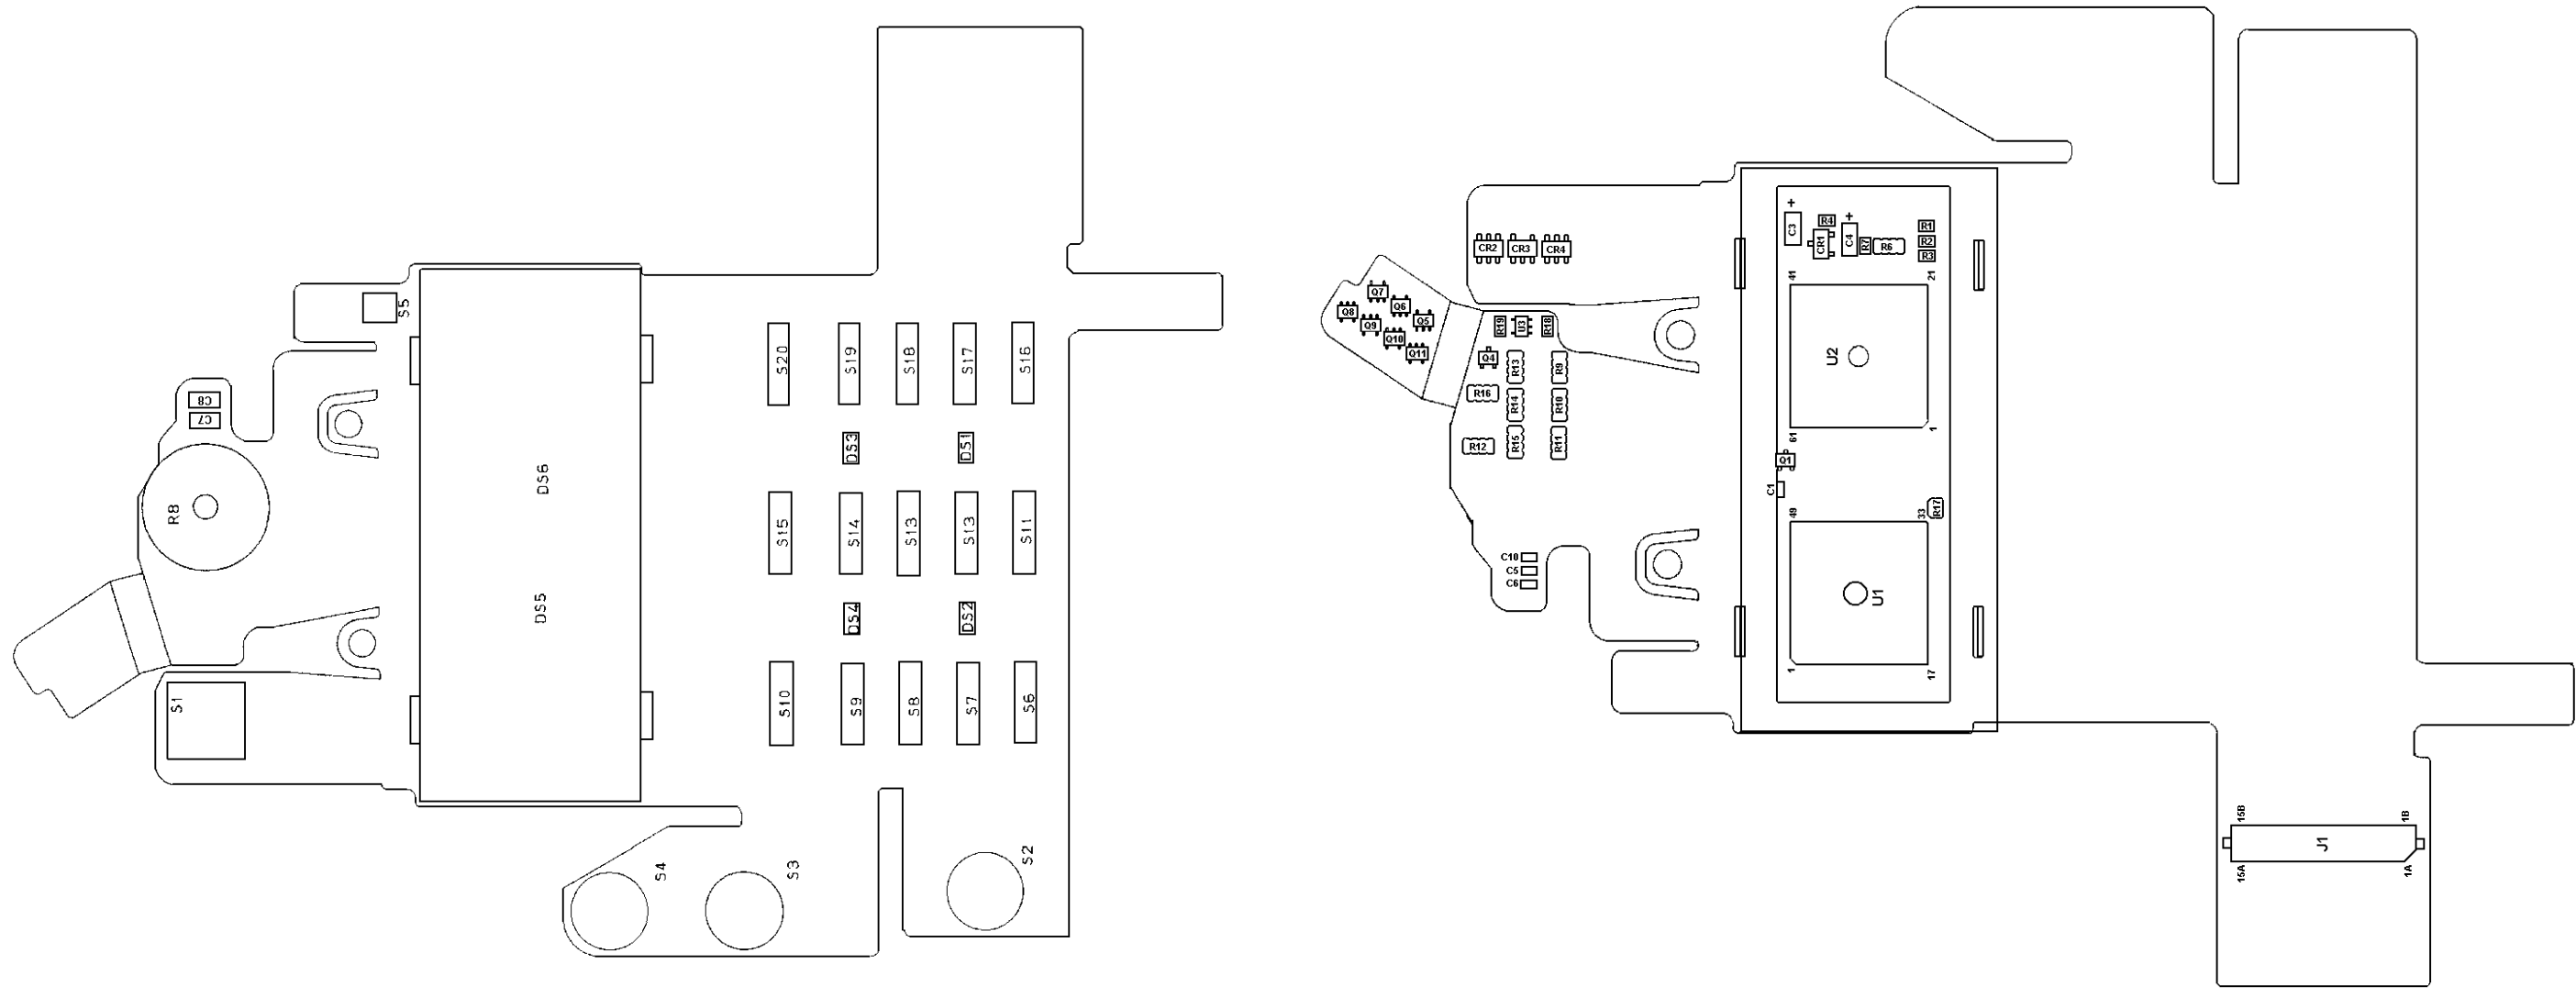 S5
S20
S19
S18
S17
S16
C8
C7
DS3
DS1
R8
DS6
S15
S14
S13
S13
S11
DS5
DS4
DS2
S1
S10
S9
S8
S7
S6
S4
S3
S2
CR2
CR3
CR4
C3
+
R4
CR1
+
C4
R7
R6
R1
R2
R3
41
21
Q7
Q8
Q6
Q9
Q5
Q10
Q11
R19
U3
R18
Q4
R13
R9
R16
R14
R10
R12
R15
R11
U2
61
1
Q1
C1
49
33
R17
C10
C5
C6
U1
1
17
15B
1B
J1
15A
1A